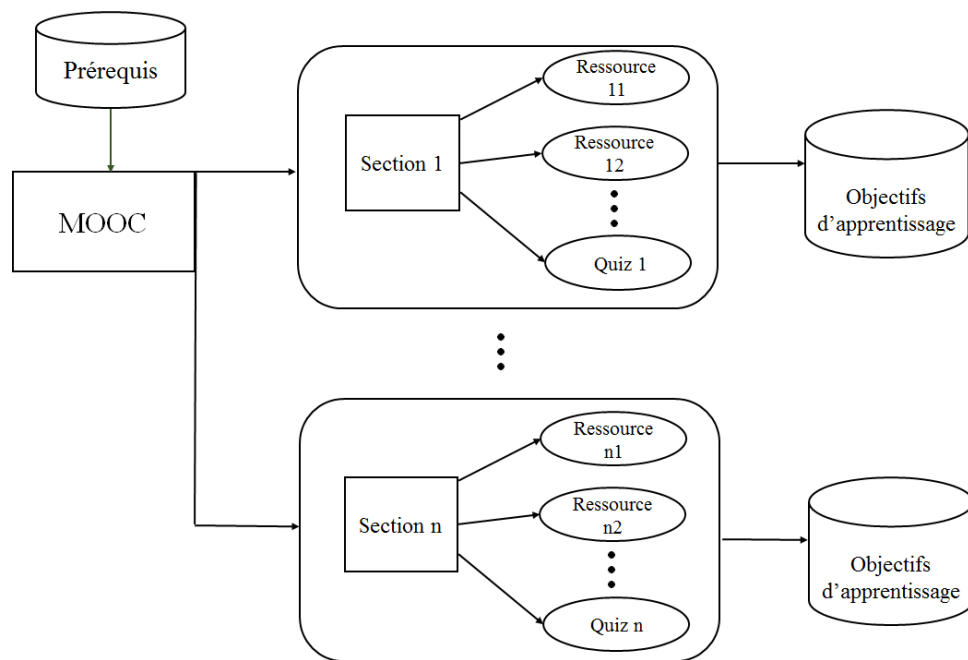 Prérequis
MOOC
Section 1
Ressource
11
Ressource
12
Quiz 1
Objectifs
d’apprentissage
Section n
Ressource
n1
Ressource
n2
Quiz n
Objectifs
d’apprentissage